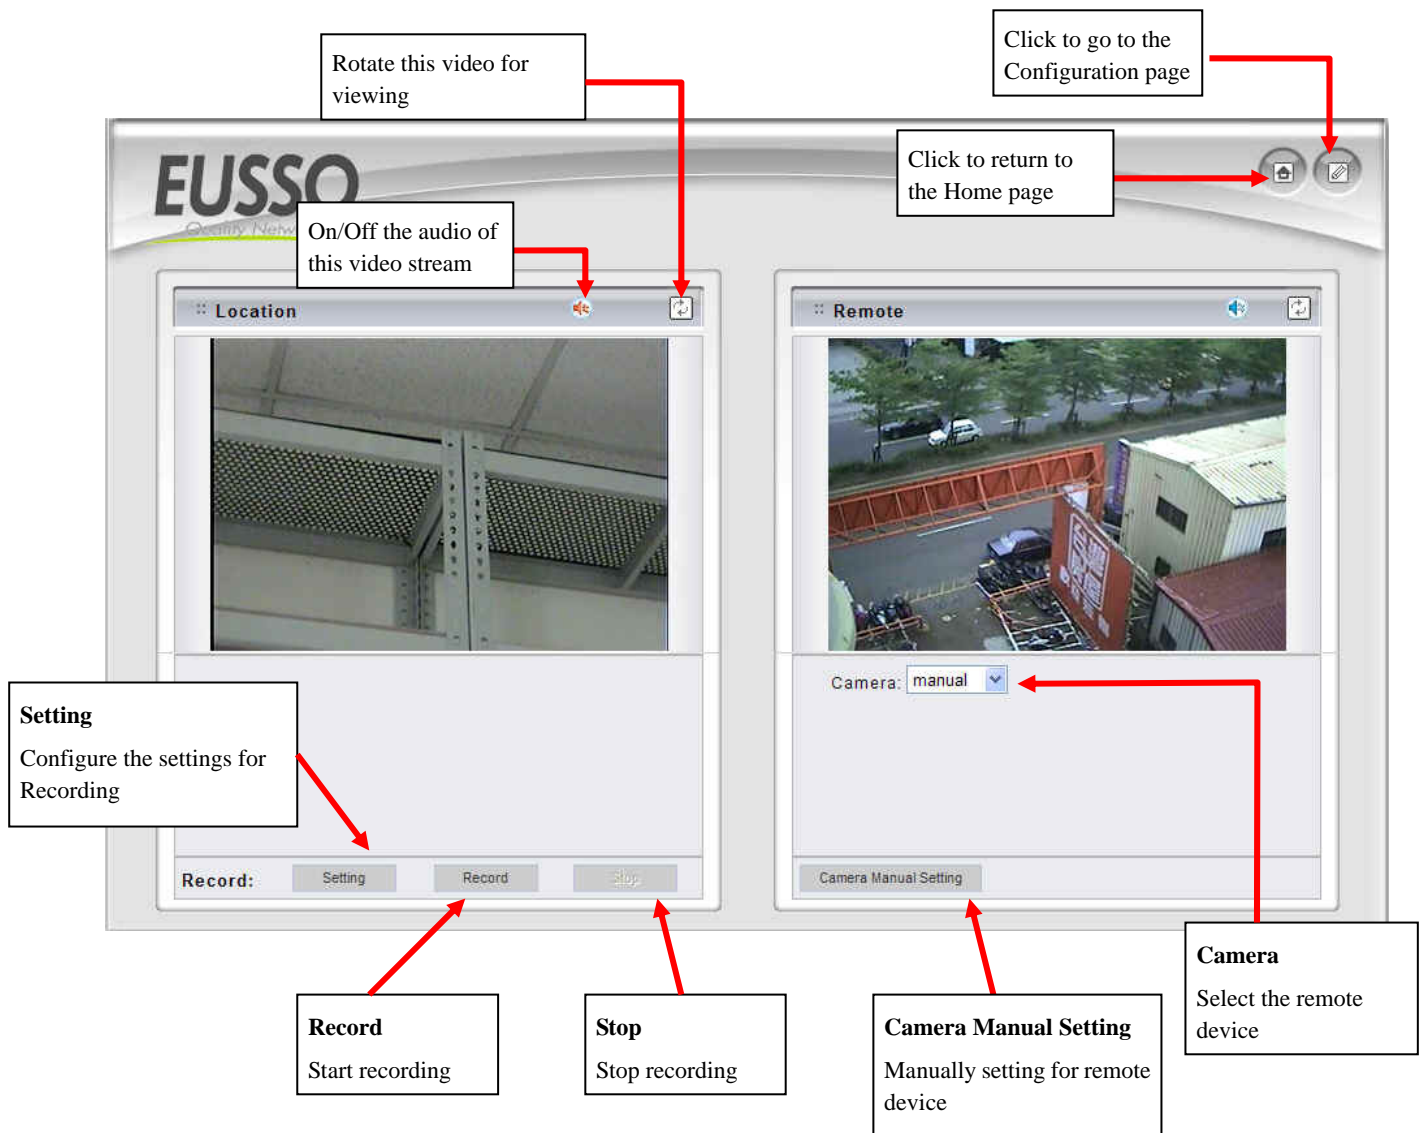 Rotate this video for
viewing
Click to go to the
Configuration page
EUSSO
Quality Netw
Click to return to
the Home page
On/Off the audio of
this video stream
Location
Remote
Camera: manual
Setting
Configure the settings for
Recording
Record: Setting Record Stop
Camera Manual Setting
Record
Start recording
Stop
Stop recording
Camera Manual Setting
Manually setting for remote
device
Camera
Select the remote
device